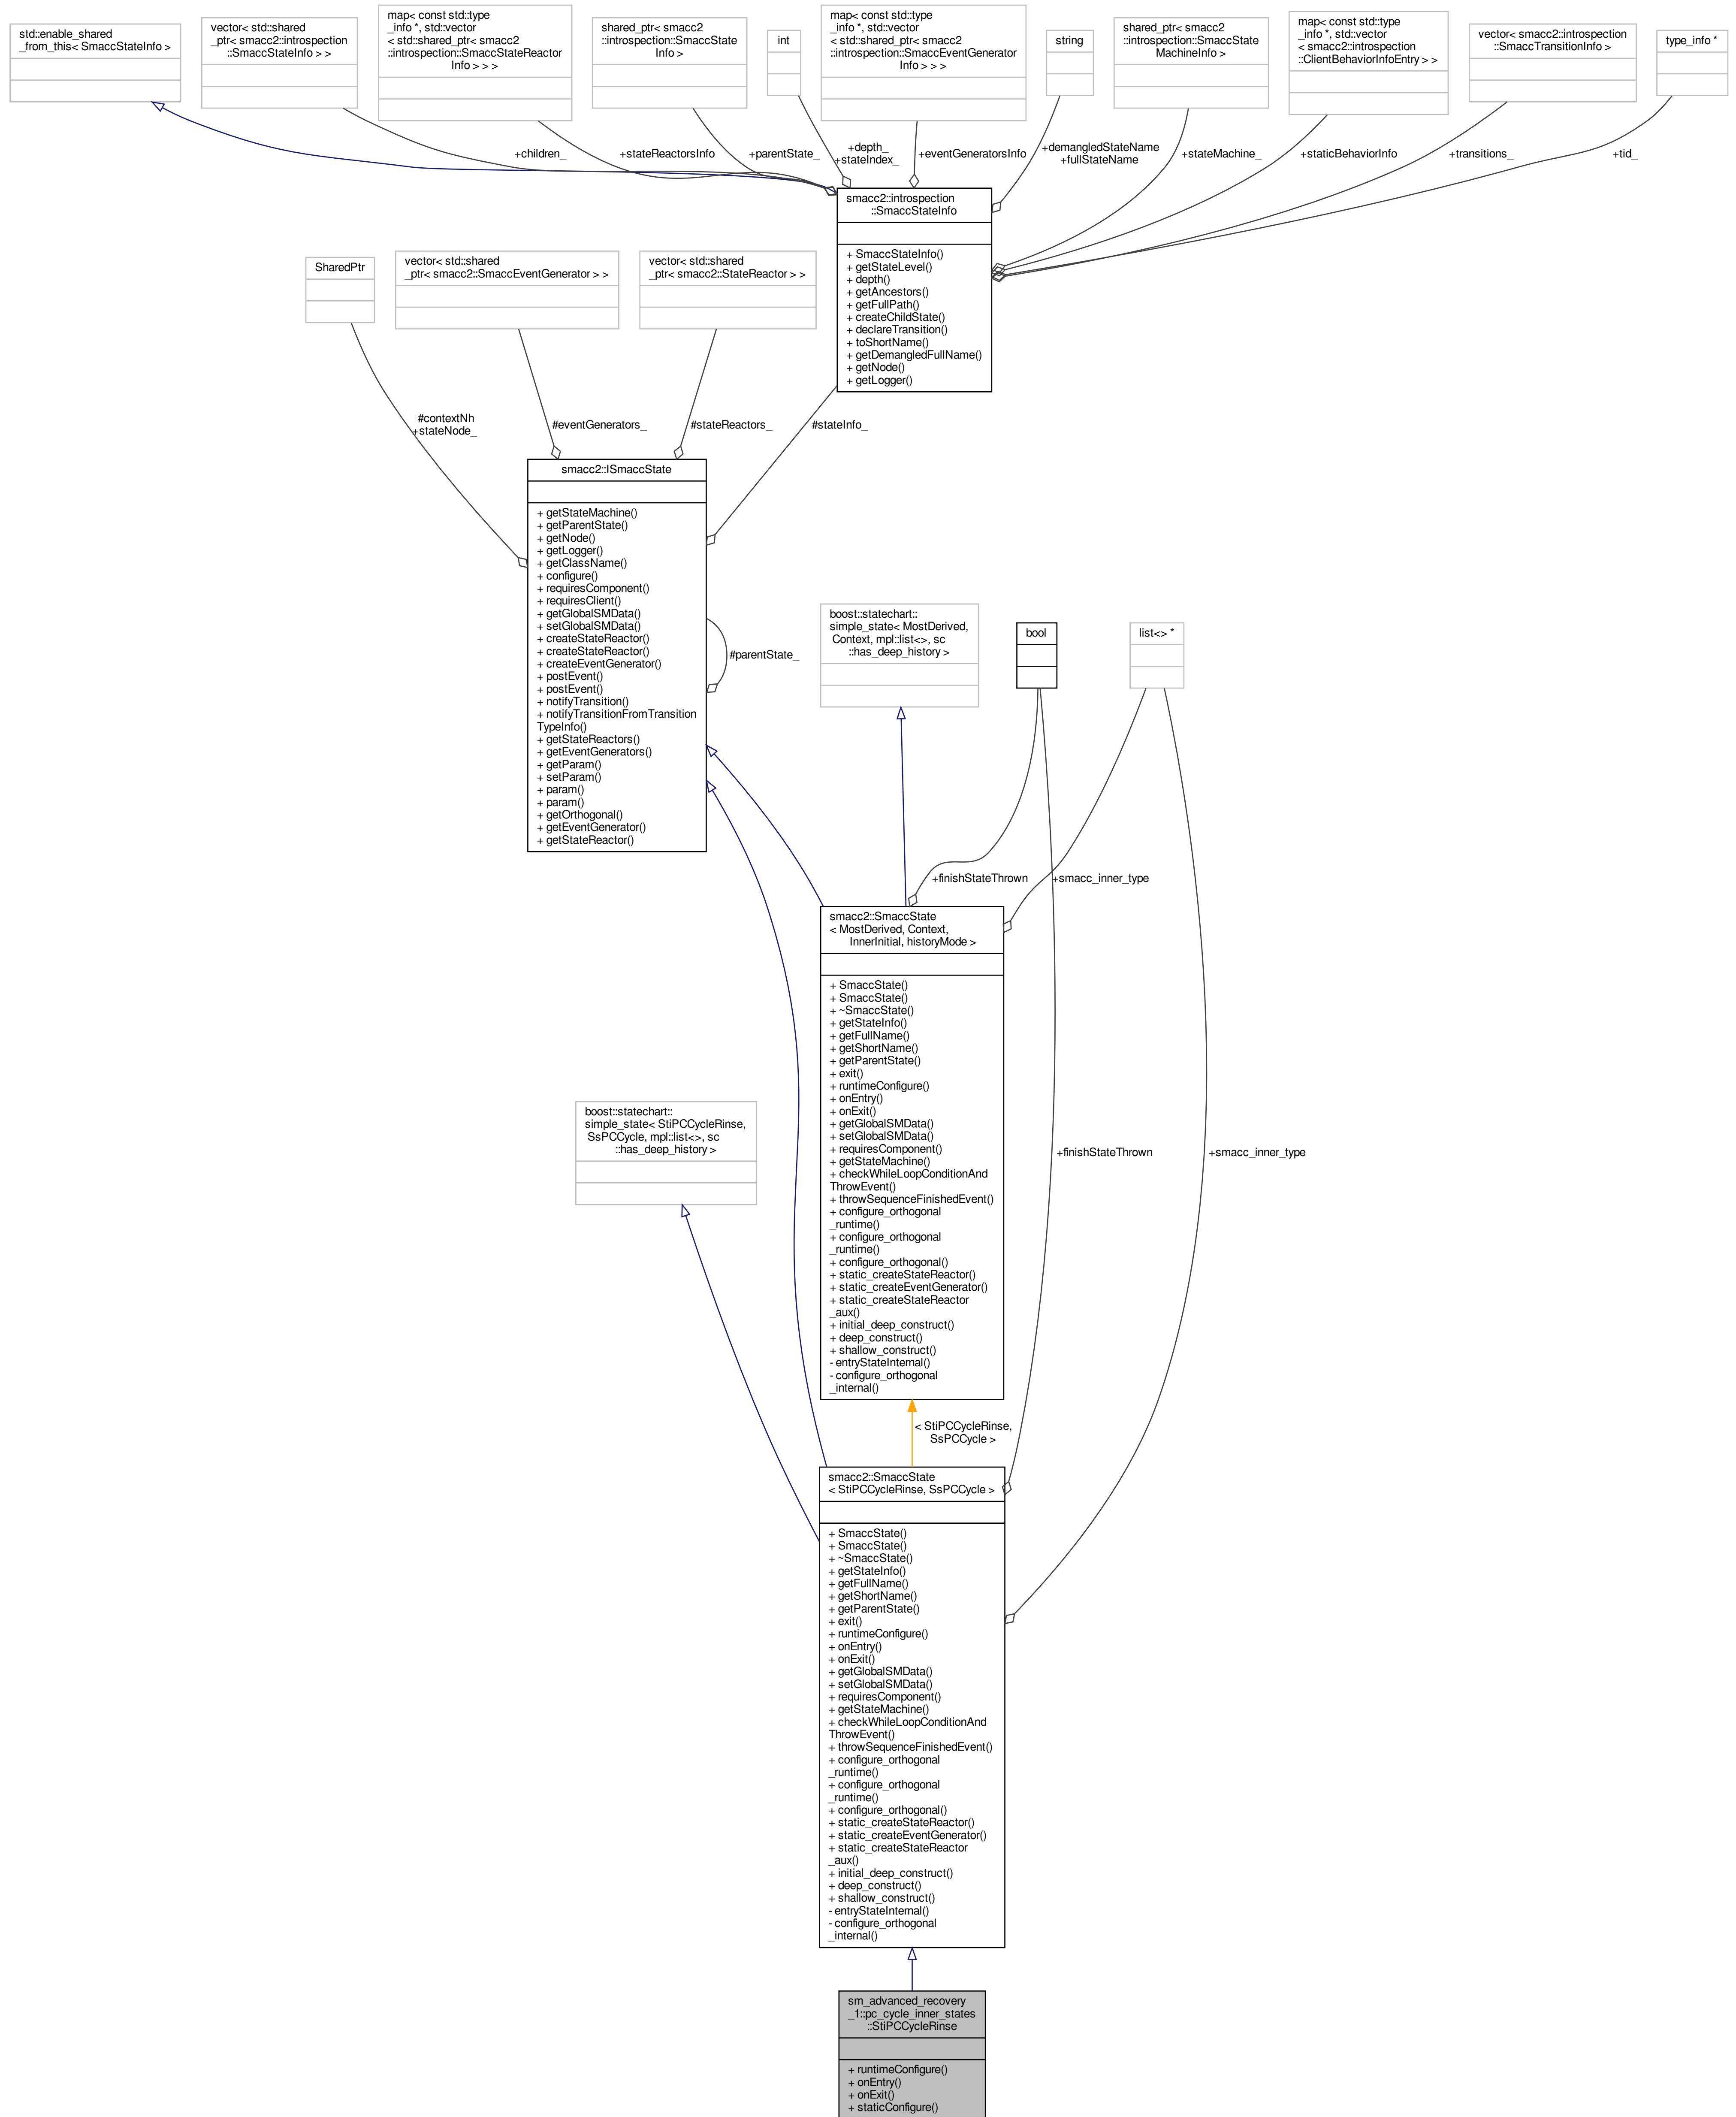 std::enable_shared
_from_this< SmaccStateInfo >
vector< std::shared
_ptr< smacc2::introspection
::SmaccStateInfo > >
map< const std::type
_info *, std::vector
< std::shared_ptr< smacc2
::introspection::SmaccStateReactor
Info > > >
shared_ptr< smacc2
::introspection::SmaccState
Info >
int
map< const std::type
_info *, std::vector
< std::shared_ptr< smacc2
::introspection::SmaccEventGenerator
Info > > >
string
shared_ptr< smacc2
::introspection::SmaccState
MachineInfo >
map< const std::type
_info *, std::vector
< smacc2::introspection
::ClientBehaviorInfoEntry > >
vector< smacc2::introspection
::SmaccTransitionInfo >
type_info *
+children_
+stateReactorsInfo
+parentState_
+depth_
+stateIndex_
+eventGeneratorsInfo
+demangledStateName
+fullStateName
+stateMachine_
+staticBehaviorInfo
+transitions_
+tid_
smacc2::introspection
::SmaccStateInfo
+ SmaccStateInfo()
+ getStateLevel()
+ depth()
+ getAncestors()
+ getFullPath()
+ createChildState()
+ declareTransition()
+ toShortName()
+ getDemangledFullName()
+ getNode()
+ getLogger()
SharedPtr
vector< std::shared
_ptr< smacc2::SmaccEventGenerator > >
vector< std::shared
_ptr< smacc2::StateReactor > >
#contextNh
+stateNode_
#eventGenerators_
#stateReactors_
#stateInfo_
smacc2::ISmaccState
+ getStateMachine()
+ getParentState()
+ getNode()
+ getLogger()
+ getClassName()
+ configure()
+ requiresComponent()
+ requiresClient()
+ getGlobalSMData()
+ setGlobalSMData()
+ createStateReactor()
+ createStateReactor()
+ createEventGenerator()
+ postEvent()
+ postEvent()
+ notifyTransition()
+ notifyTransitionFromTransition
TypeInfo()
+ getStateReactors()
+ getEventGenerators()
+ getParam()
+ setParam()
+ param()
+ param()
+ getOrthogonal()
+ getEventGenerator()
+ getStateReactor()
#parentState_
boost::statechart::
simple_state< MostDerived,
Context, mpl::list<>, sc
::has_deep_history >
bool
list<> *
+finishStateThrown
+smacc_inner_type
smacc2::SmaccState
< MostDerived, Context,
InnerInitial, historyMode >
+ SmaccState()
+ SmaccState()
+ ~SmaccState()
+ getStateInfo()
+ getFullName()
+ getShortName()
+ getParentState()
+ exit()
+ runtimeConfigure()
+ onEntry()
+ onExit()
+ getGlobalSMData()
+ setGlobalSMData()
+ requiresComponent()
+ getStateMachine()
+ checkWhileLoopConditionAnd
ThrowEvent()
+ throwSequenceFinishedEvent()
+ configure_orthogonal
_runtime()
+ configure_orthogonal
_runtime()
+ configure_orthogonal()
+ static_createStateReactor()
+ static_createEventGenerator()
+ static_createStateReactor
_aux()
+ initial_deep_construct()
+ deep_construct()
+ shallow_construct()
- entryStateInternal()
- configure_orthogonal
_internal()
boost::statechart::
simple_state< StiPCCycleRinse,
SsPCCycle, mpl::list<>, sc
::has_deep_history >
+finishStateThrown
+smacc_inner_type
< StiPCCycleRinse,
SsPCCycle >
smacc2::SmaccState
< StiPCCycleRinse, SsPCCycle >
+ SmaccState()
+ SmaccState()
+ ~SmaccState()
+ getStateInfo()
+ getFullName()
+ getShortName()
+ getParentState()
+ exit()
+ runtimeConfigure()
+ onEntry()
+ onExit()
+ getGlobalSMData()
+ setGlobalSMData()
+ requiresComponent()
+ getStateMachine()
+ checkWhileLoopConditionAnd
ThrowEvent()
+ throwSequenceFinishedEvent()
+ configure_orthogonal
_runtime()
+ configure_orthogonal
_runtime()
+ configure_orthogonal()
+ static_createStateReactor()
+ static_createEventGenerator()
+ static_createStateReactor
_aux()
+ initial_deep_construct()
+ deep_construct()
+ shallow_construct()
- entryStateInternal()
- configure_orthogonal
_internal()
sm_advanced_recovery
_1::pc_cycle_inner_states
::StiPCCycleRinse
+ runtimeConfigure()
+ onEntry()
+ onExit()
+ staticConfigure()